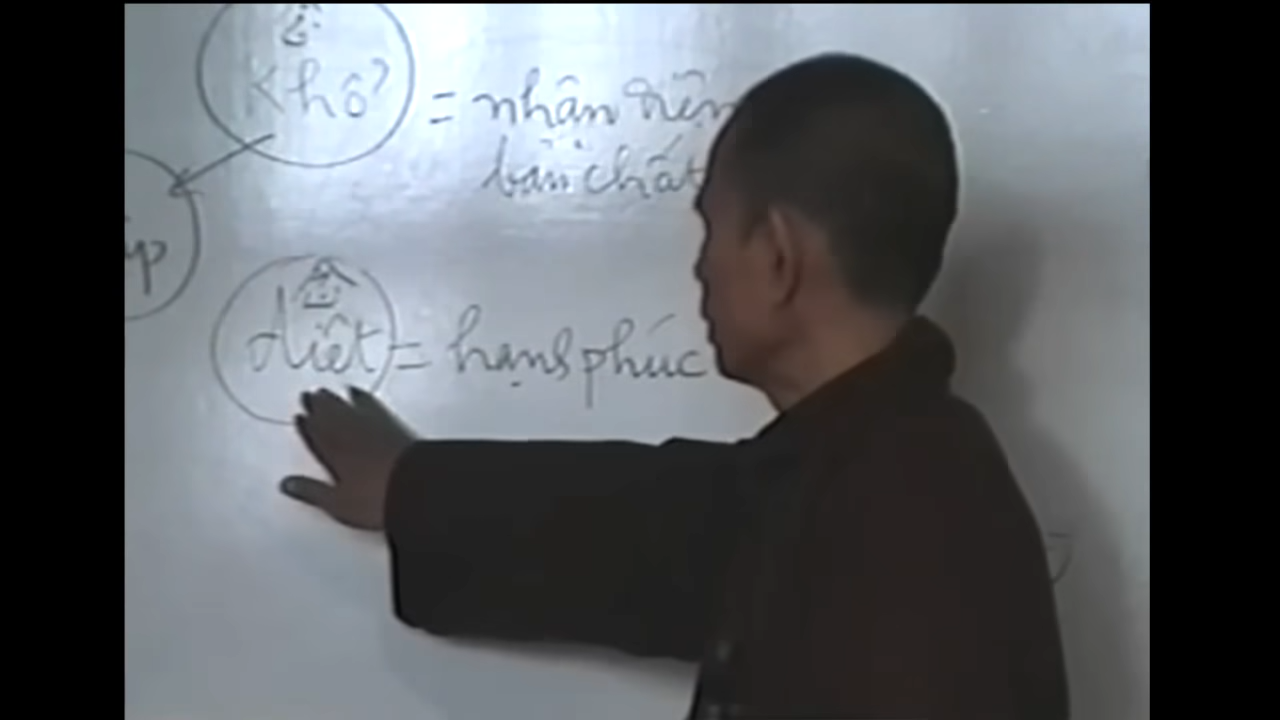 Khổ = nhận diện
bản chất
diệt = hạnh phúc